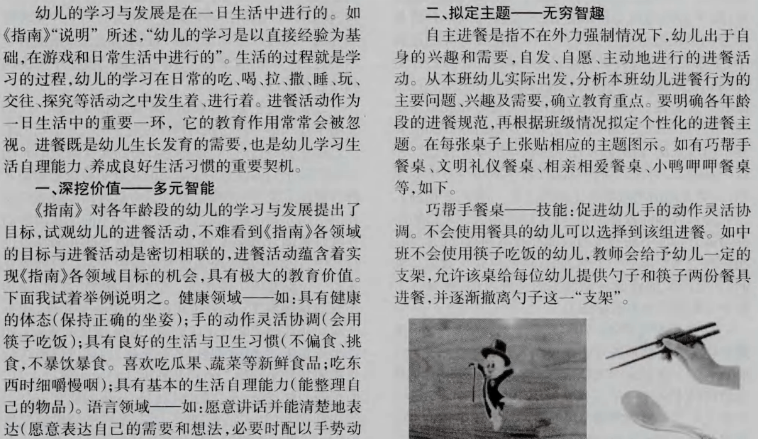 幼儿的学习与发展是在一日生活中进行的。如
《指南》“说明” 所述，“幼儿的学习是以直接经验为基
础，在游戏和日常生活中进行的”。生活的过程就是学
习的过程，幼儿的学习在日常的吃、喝、拉、撒、睡、玩、
交往、探究等活动之中发生着、进行着。进餐活动作为
一日生活中的重要一环， 它的教育作用常常会被忽
视。进餐既是幼儿生长发育的需要，也是幼儿学习生
活自理能力、养成良好生活习惯的重要契机。
一、深挖价值——多元智能
《指南》对各年龄段的幼儿的学习与发展提出了
目标，试观幼儿的进餐活动，不难看到《指南》各领域
的目标与进餐活动是密切相联的，进餐活动蕴含着实
现《指南》各领域目标的机会，具有极大的教育价值。
下面我试着举例说明之。健康领域——如：具有健康
的体态（保持正确的坐姿）；手的动作灵活协调（会用
筷子吃饭）；具有良好的生活与卫生习惯（不偏食、挑
食，不暴饮暴食。喜欢吃瓜果、蔬菜等新鲜食品；吃东
西时细嚼慢咽）；具有基本的生活自理能力（能整理自
己的物品）。语言领域——如：愿意讲话并能清楚地表
达（愿意表达自己的需要和想法，必要时配以手势动
二、拟定主题——无穷智趣
自主进餐是指不在外力强制情况下，幼儿出于自
身的兴趣和需要，自发、自愿、主动地进行的进餐活
动。从本班幼儿实际出发，分析本班幼儿进餐行为的
主要问题、兴趣及需要，确立教育重点。要明确各年龄
段的进餐规范，再根据班级情况拟定个性化的进餐主
题。在每张桌子上张贴相应的主题图示。如有巧帮手
餐桌、文明礼仪餐桌、相亲相爱餐桌、小鸭呷呷餐桌
等，如下。
巧帮手餐桌——技能：促进幼儿手的动作灵活协
调。不会使用餐具的幼儿可以选择到该组进餐。如中
班不会使用筷子吃饭的幼儿，教师会给予幼儿一定的
支架，允许该桌给每位幼儿提供勺子和筷子两份餐具
进餐，并逐渐撤离勺子这一“支架”。